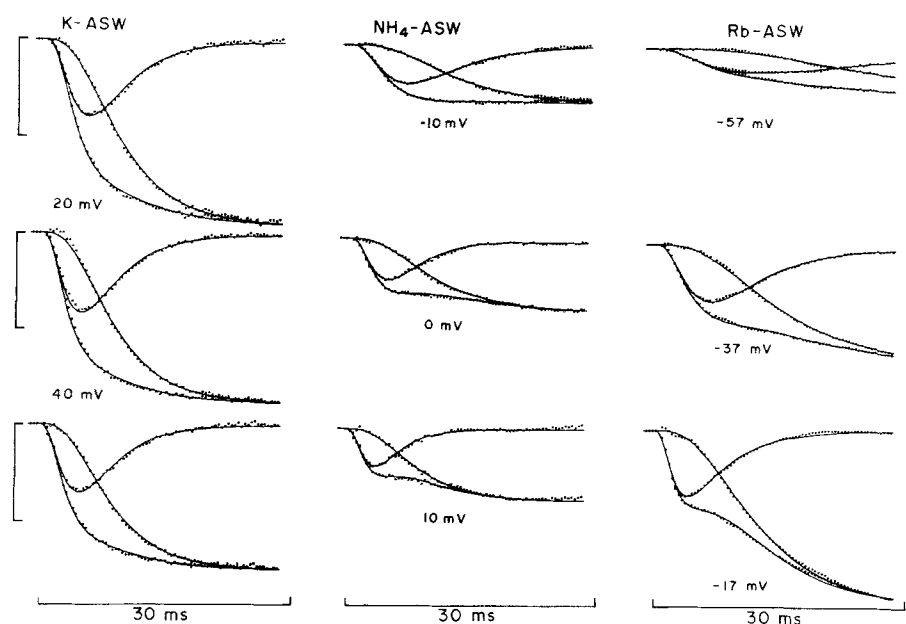 K-ASW
NH4-ASW
Rb-ASW
20 mV
-10 mV
-57 mV
40 mV
0 mV
-37 mV
10 mV
-17 mV
30 ms
30 ms
30 ms